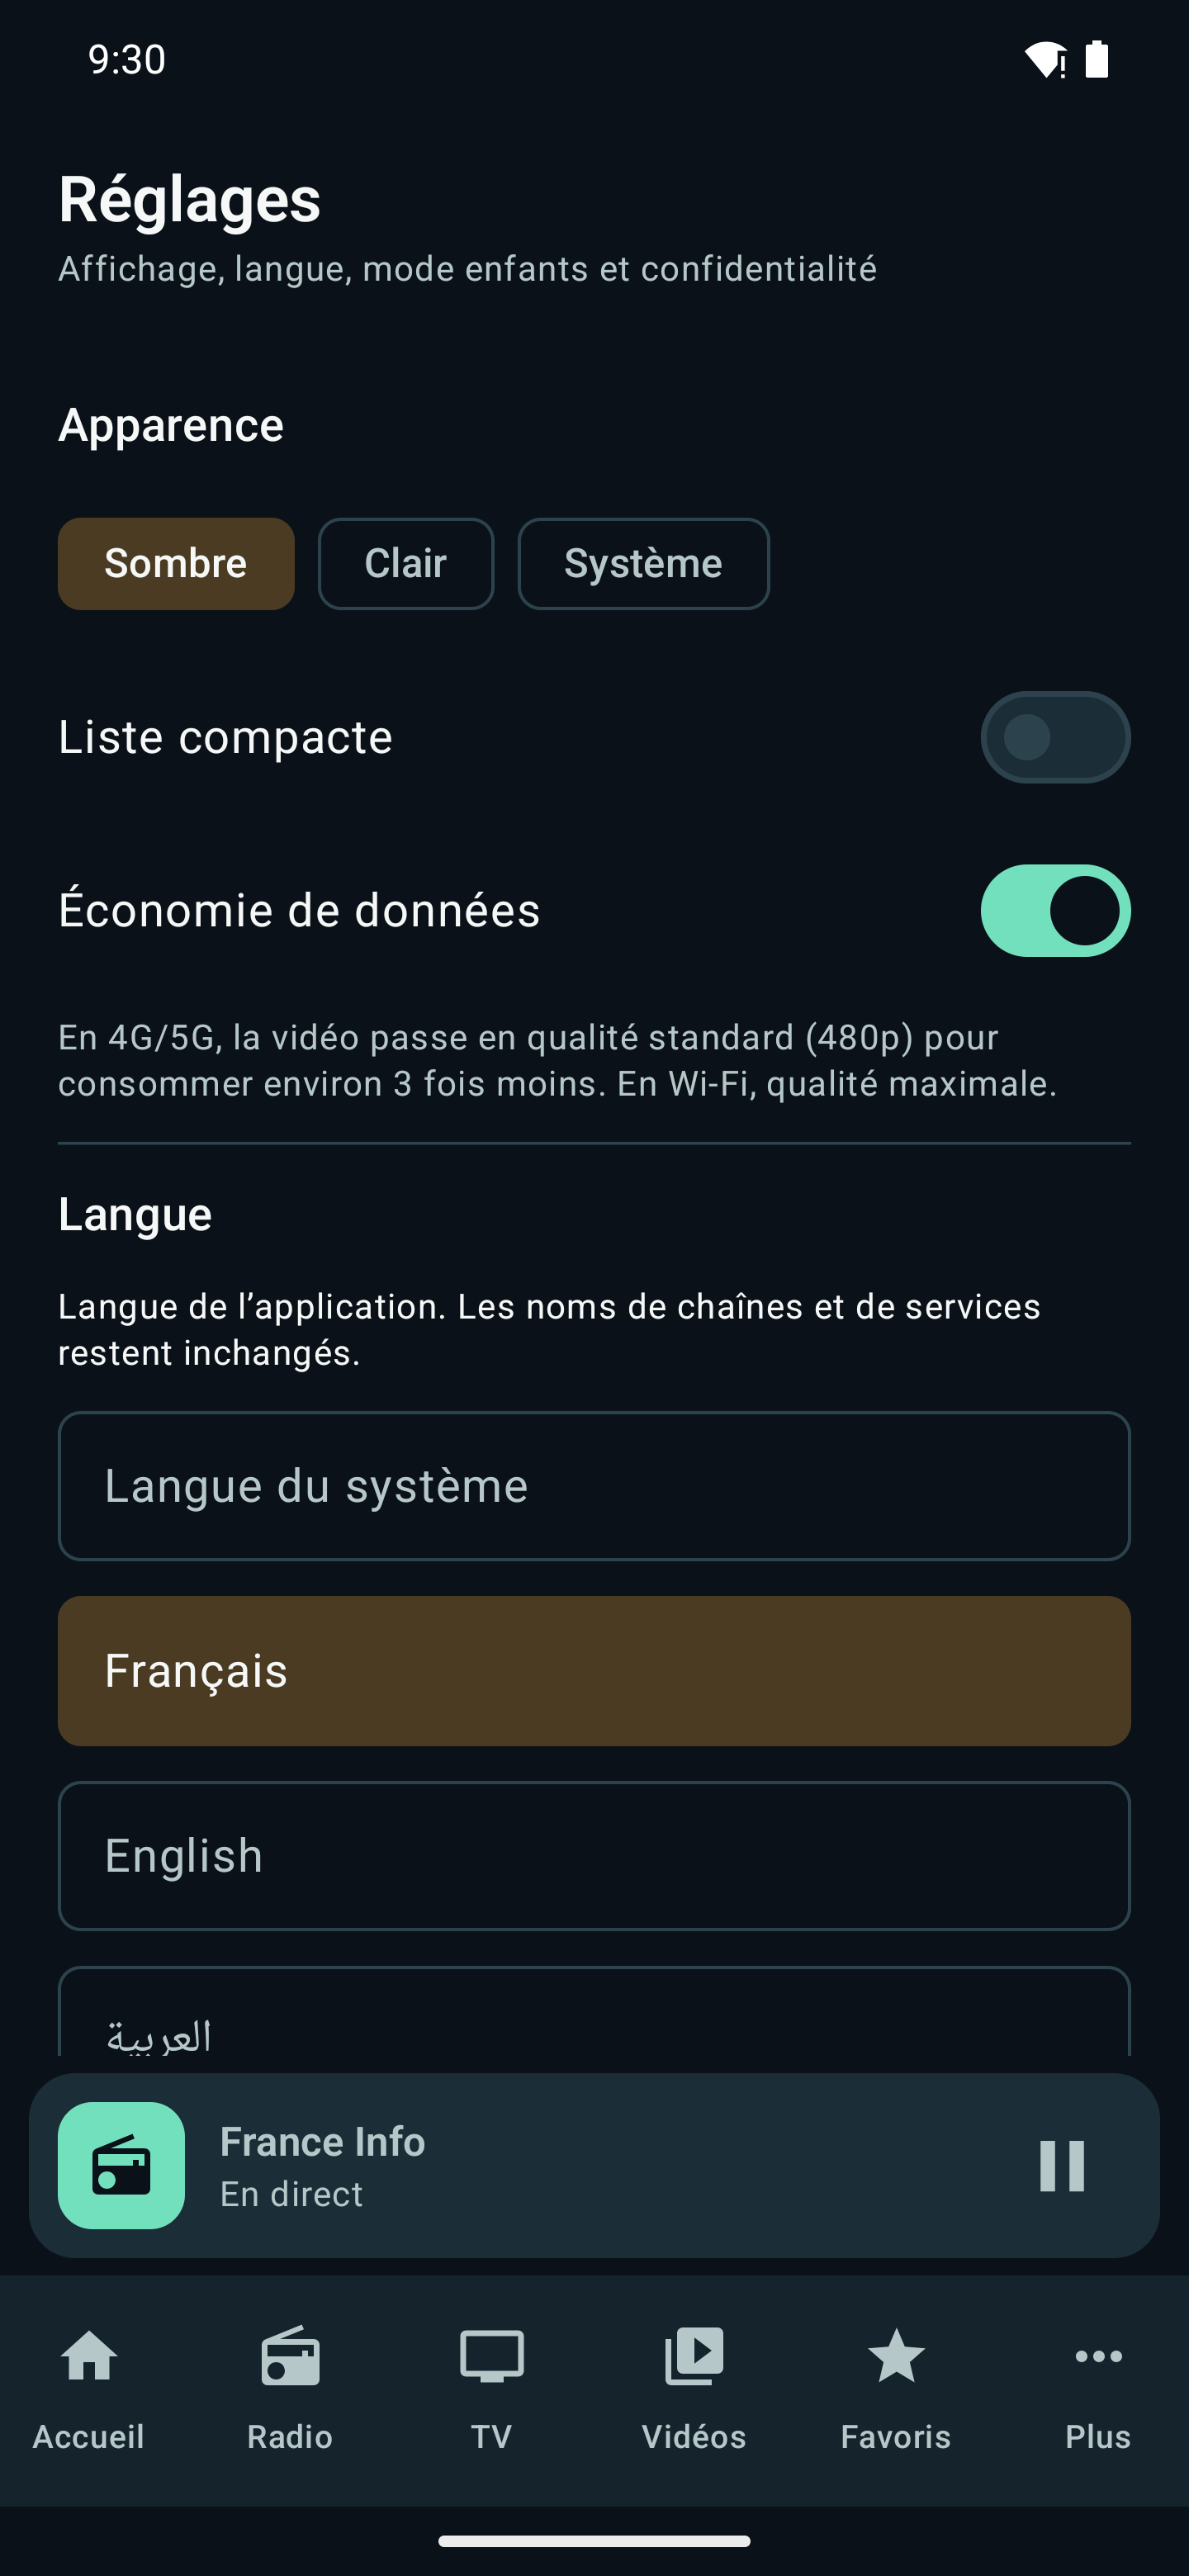 9:30
Réglages
Affichage, langue, mode enfants et confidentialité
Apparence
Sombre
Clair
Système
Liste compacte
Économie de données
En 4G/5G, la vidéo passe en qualité standard (480p) pour
consommer environ 3 fois moins. En Wi-Fi, qualité maximale.
Langue
Langue de l’application. Les noms de chaînes et de services
restent inchangés.
Langue du système
Français
English
العربية
France Info
En direct
Accueil
Radio
TV
Vidéos
Favoris
Plus